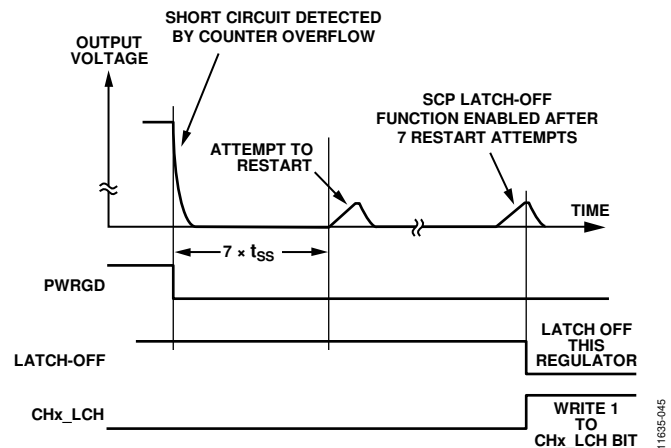 SHORT CIRCUIT DETECTED
BY COUNTER OVERFLOW
OUTPUT
VOLTAGE
SCP LATCH-OFF
FUNCTION ENABLED AFTER
7 RESTART ATTEMPTS
ATTEMPT TO
RESTART
TIME
7 × tSS
PWRGD
LATCH-OFF
LATCH OFF
THIS
REGULATOR
CHx_LCH
WRITE 1
TO
CHx_LCH BIT
11635-045